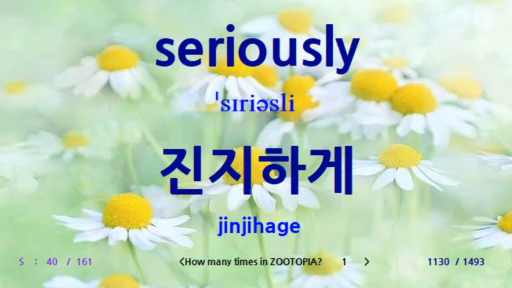 seriously
ˈsɪriəsli
진지하게
jinjihage
S : 40 / 161 <How many times in ZOOTOPIA? 1 > 1130 / 1493